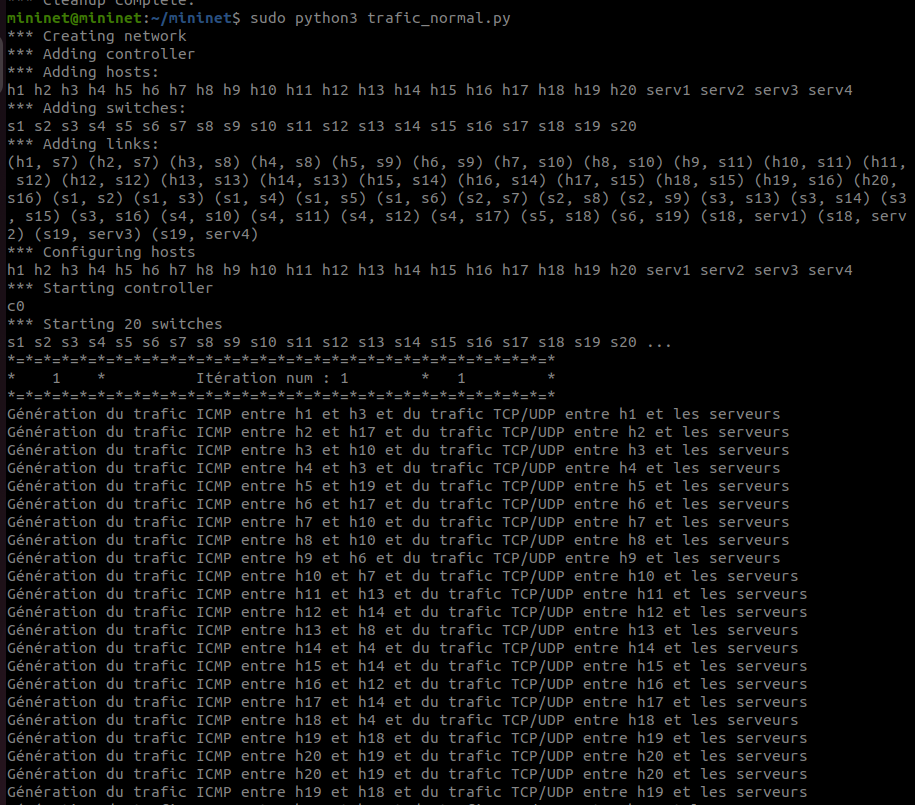 *** Cleanup complete.
mininet@mininet:~/mininet$ sudo python3 trafic_normal.py
*** Creating network
*** Adding controller
*** Adding hosts:
h1 h2 h3 h4 h5 h6 h7 h8 h9 h10 h11 h12 h13 h14 h15 h16 h17 h18 h19 h20 serv1 serv2 serv3 serv4
*** Adding switches:
s1 s2 s3 s4 s5 s6 s7 s8 s9 s10 s11 s12 s13 s14 s15 s16 s17 s18 s19 s20
*** Adding links:
(h1, s7) (h2, s7) (h3, s8) (h4, s8) (h5, s9) (h6, s9) (h7, s10) (h8, s10) (h9, s11) (h10, s11) (h11,
 s12) (h12, s12) (h13, s13) (h14, s13) (h15, s14) (h16, s14) (h17, s15) (h18, s15) (h19, s16) (h20,
s16) (s1, s2) (s1, s3) (s1, s4) (s1, s5) (s1, s6) (s2, s7) (s2, s8) (s2, s9) (s3, s13) (s3, s14) (s3
, s15) (s3, s16) (s4, s10) (s4, s11) (s4, s12) (s4, s17) (s5, s18) (s6, s19) (s18, serv1) (s18, serv
2) (s19, serv3) (s19, serv4)
*** Configuring hosts
h1 h2 h3 h4 h5 h6 h7 h8 h9 h10 h11 h12 h13 h14 h15 h16 h17 h18 h19 h20 serv1 serv2 serv3 serv4
*** Starting controller
c0
*** Starting 20 switches
s1 s2 s3 s4 s5 s6 s7 s8 s9 s10 s11 s12 s13 s14 s15 s16 s17 s18 s19 s20 ...
*=*=*=*=*=*=*=*=*=*=*=*=*=*=*=*=*=*=*=*=*=*=*=*=*=*=*=*=*=*=*
*    1    *          Itération num : 1        *   1         *
*=*=*=*=*=*=*=*=*=*=*=*=*=*=*=*=*=*=*=*=*=*=*=*=*=*=*=*=*=*=*
Génération du trafic ICMP entre h1 et h3 et du trafic TCP/UDP entre h1 et les serveurs
Génération du trafic ICMP entre h2 et h17 et du trafic TCP/UDP entre h2 et les serveurs
Génération du trafic ICMP entre h3 et h10 et du trafic TCP/UDP entre h3 et les serveurs
Génération du trafic ICMP entre h4 et h3 et du trafic TCP/UDP entre h4 et les serveurs
Génération du trafic ICMP entre h5 et h19 et du trafic TCP/UDP entre h5 et les serveurs
Génération du trafic ICMP entre h6 et h17 et du trafic TCP/UDP entre h6 et les serveurs
Génération du trafic ICMP entre h7 et h10 et du trafic TCP/UDP entre h7 et les serveurs
Génération du trafic ICMP entre h8 et h10 et du trafic TCP/UDP entre h8 et les serveurs
Génération du trafic ICMP entre h9 et h6 et du trafic TCP/UDP entre h9 et les serveurs
Génération du trafic ICMP entre h10 et h7 et du trafic TCP/UDP entre h10 et les serveurs
Génération du trafic ICMP entre h11 et h13 et du trafic TCP/UDP entre h11 et les serveurs
Génération du trafic ICMP entre h12 et h14 et du trafic TCP/UDP entre h12 et les serveurs
Génération du trafic ICMP entre h13 et h8 et du trafic TCP/UDP entre h13 et les serveurs
Génération du trafic ICMP entre h14 et h4 et du trafic TCP/UDP entre h14 et les serveurs
Génération du trafic ICMP entre h15 et h14 et du trafic TCP/UDP entre h15 et les serveurs
Génération du trafic ICMP entre h16 et h12 et du trafic TCP/UDP entre h16 et les serveurs
Génération du trafic ICMP entre h17 et h14 et du trafic TCP/UDP entre h17 et les serveurs
Génération du trafic ICMP entre h18 et h4 et du trafic TCP/UDP entre h18 et les serveurs
Génération du trafic ICMP entre h19 et h18 et du trafic TCP/UDP entre h19 et les serveurs
Génération du trafic ICMP entre h20 et h19 et du trafic TCP/UDP entre h20 et les serveurs
Génération du trafic ICMP entre h20 et h19 et du trafic TCP/UDP entre h20 et les serveurs
Génération du trafic ICMP entre h19 et h18 et du trafic TCP/UDP entre h19 et les serveurs